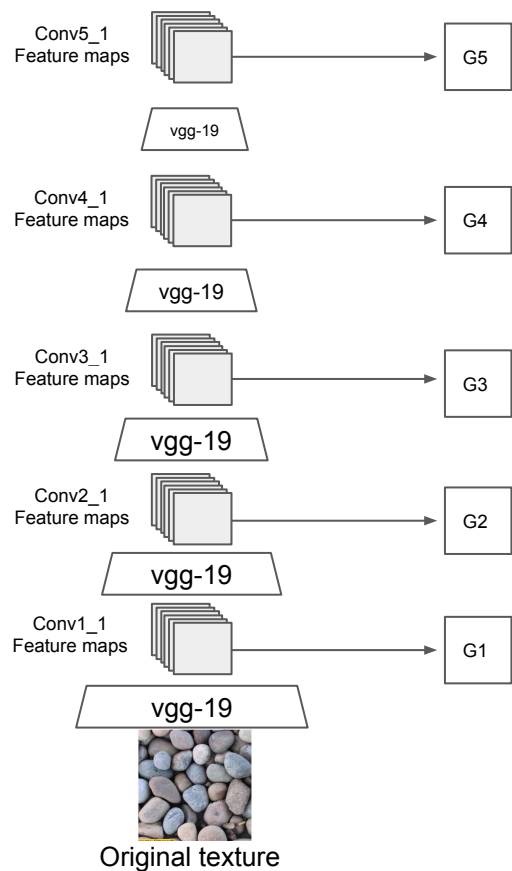 Conv5_1
Feature maps
G5
vgg-19
Conv4_1
Feature maps
G4
vgg-19
Conv3_1
Feature maps
G3
vgg-19
Conv2_1
Feature maps
G2
vgg-19
Conv1_1
Feature maps
G1
vgg-19
Original texture